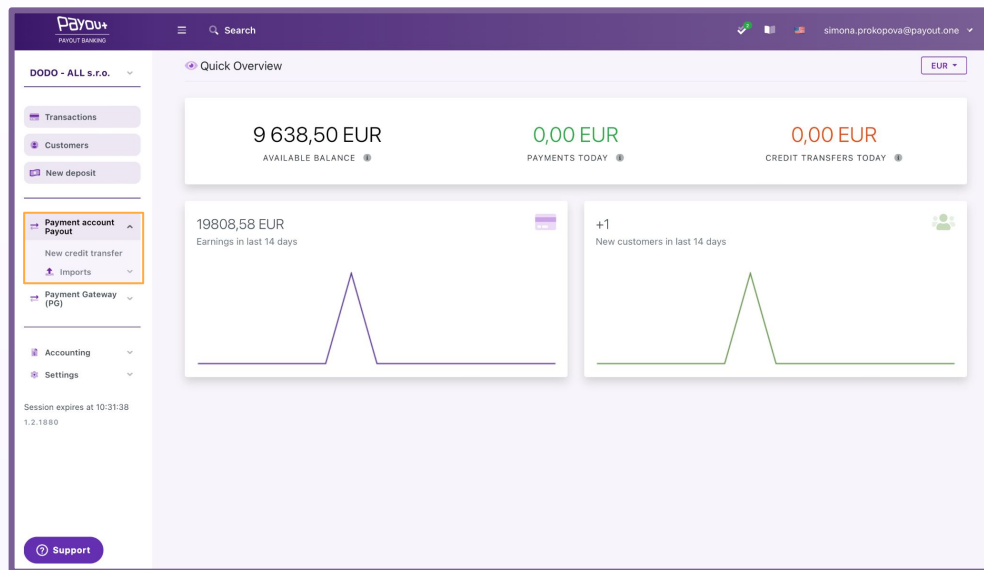 Payout
PAYOUT BANKING
Search
2
simona.prokopova@payout.one
DODO - ALL s.r.o.
Transactions
Customers
New deposit
Payment account
Payout
New credit transfer
Imports
Payment Gateway
(PG)
Accounting
Settings
Session expires at 10:31:38
1.2.1880
Support
Quick Overview
EUR
9 638,50 EUR
AVAILABLE BALANCE
0,00 EUR
PAYMENTS TODAY
0,00 EUR
CREDIT TRANSFERS TODAY
19808,58 EUR
Earnings in last 14 days
+1
New customers in last 14 days